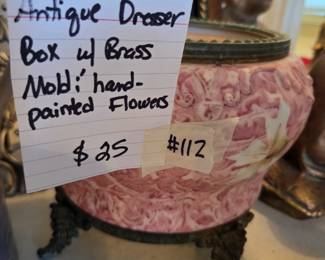 Antique Dresser
Box w/ Brass
Mold; hand-
painted Flowers
$25
#112